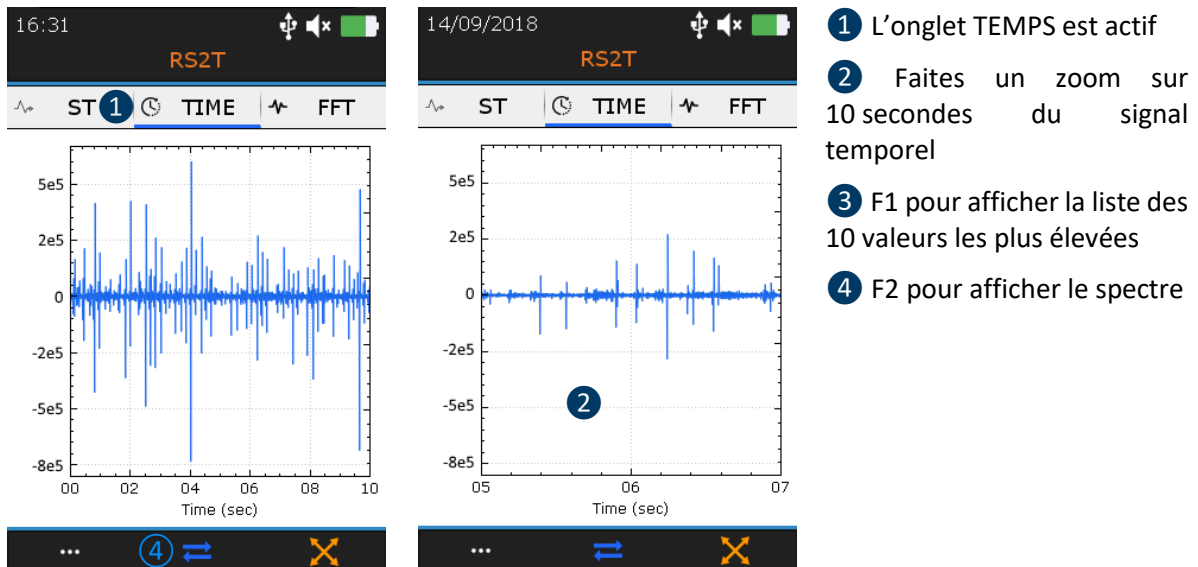 16:31
RS2T
ST 1 TIME FFT
5e5
2e5
0
-2e5
-5e5
-8e5
00 02 04 06 08 10
Time (sec)
... 4
14/09/2018
RS2T
ST TIME FFT
5e5
2e5
0
-2e5
-5e5
-8e5
2
05 06 07
Time (sec)
...
1 L’onglet TEMPS est actif
2 Faites un zoom sur
10 secondes du signal
temporel
3 F1 pour afficher la liste des
10 valeurs les plus élevées
4 F2 pour afficher le spectre